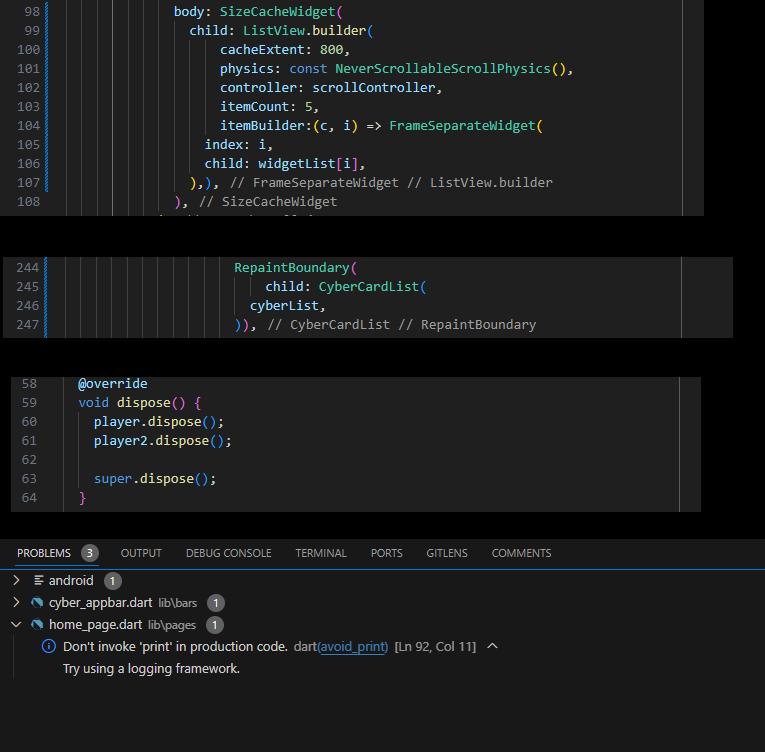 98 body: SizeCacheWidget(
99 child: ListView.builder(
100 cacheExtent: 800,
101 physics: const NeverScrollableScrollPhysics(),
102 controller: scrollController,
103 itemCount: 5,
104 itemBuilder:(c, i) => FrameSeparateWidget(
105 index: i,
106 child: widgetList[i],
107 ),), // FrameSeparateWidget // ListView.builder
108 ), // SizeCacheWidget
244 RepaintBoundary(
245 child: CyberCardList(
246 cyberList,
247 )), // CyberCardList // RepaintBoundary
58 @override
59 void dispose() {
60 player.dispose();
61 player2.dispose();
62
63 super.dispose();
64 }
PROBLEMS 3 OUTPUT DEBUG CONSOLE TERMINAL PORTS GITLENS COMMENTS
android 1
cyber_appbar.dart lib\bars 1
home_page.dart lib\pages 1
Don't invoke 'print' in production code. dart(avoid_print) [Ln 92, Col 11]
Try using a logging framework.